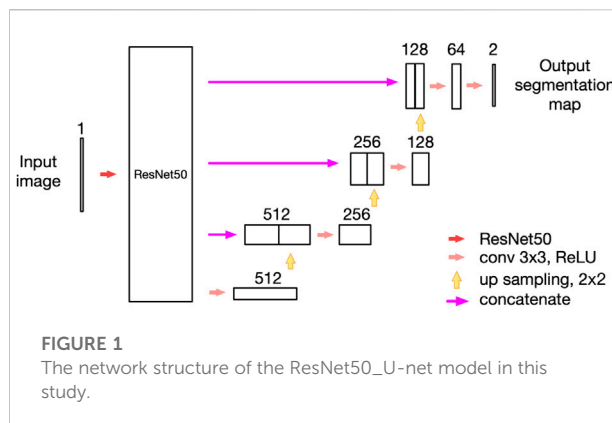 128 64 2
Output
segmentation
map
1
Input
image
ResNet50
256 128
512 256
512
ResNet50
conv 3x3, ReLU
up sampling, 2x2
concatenate
FIGURE 1
The network structure of the ResNet50_U-net model in this
study.